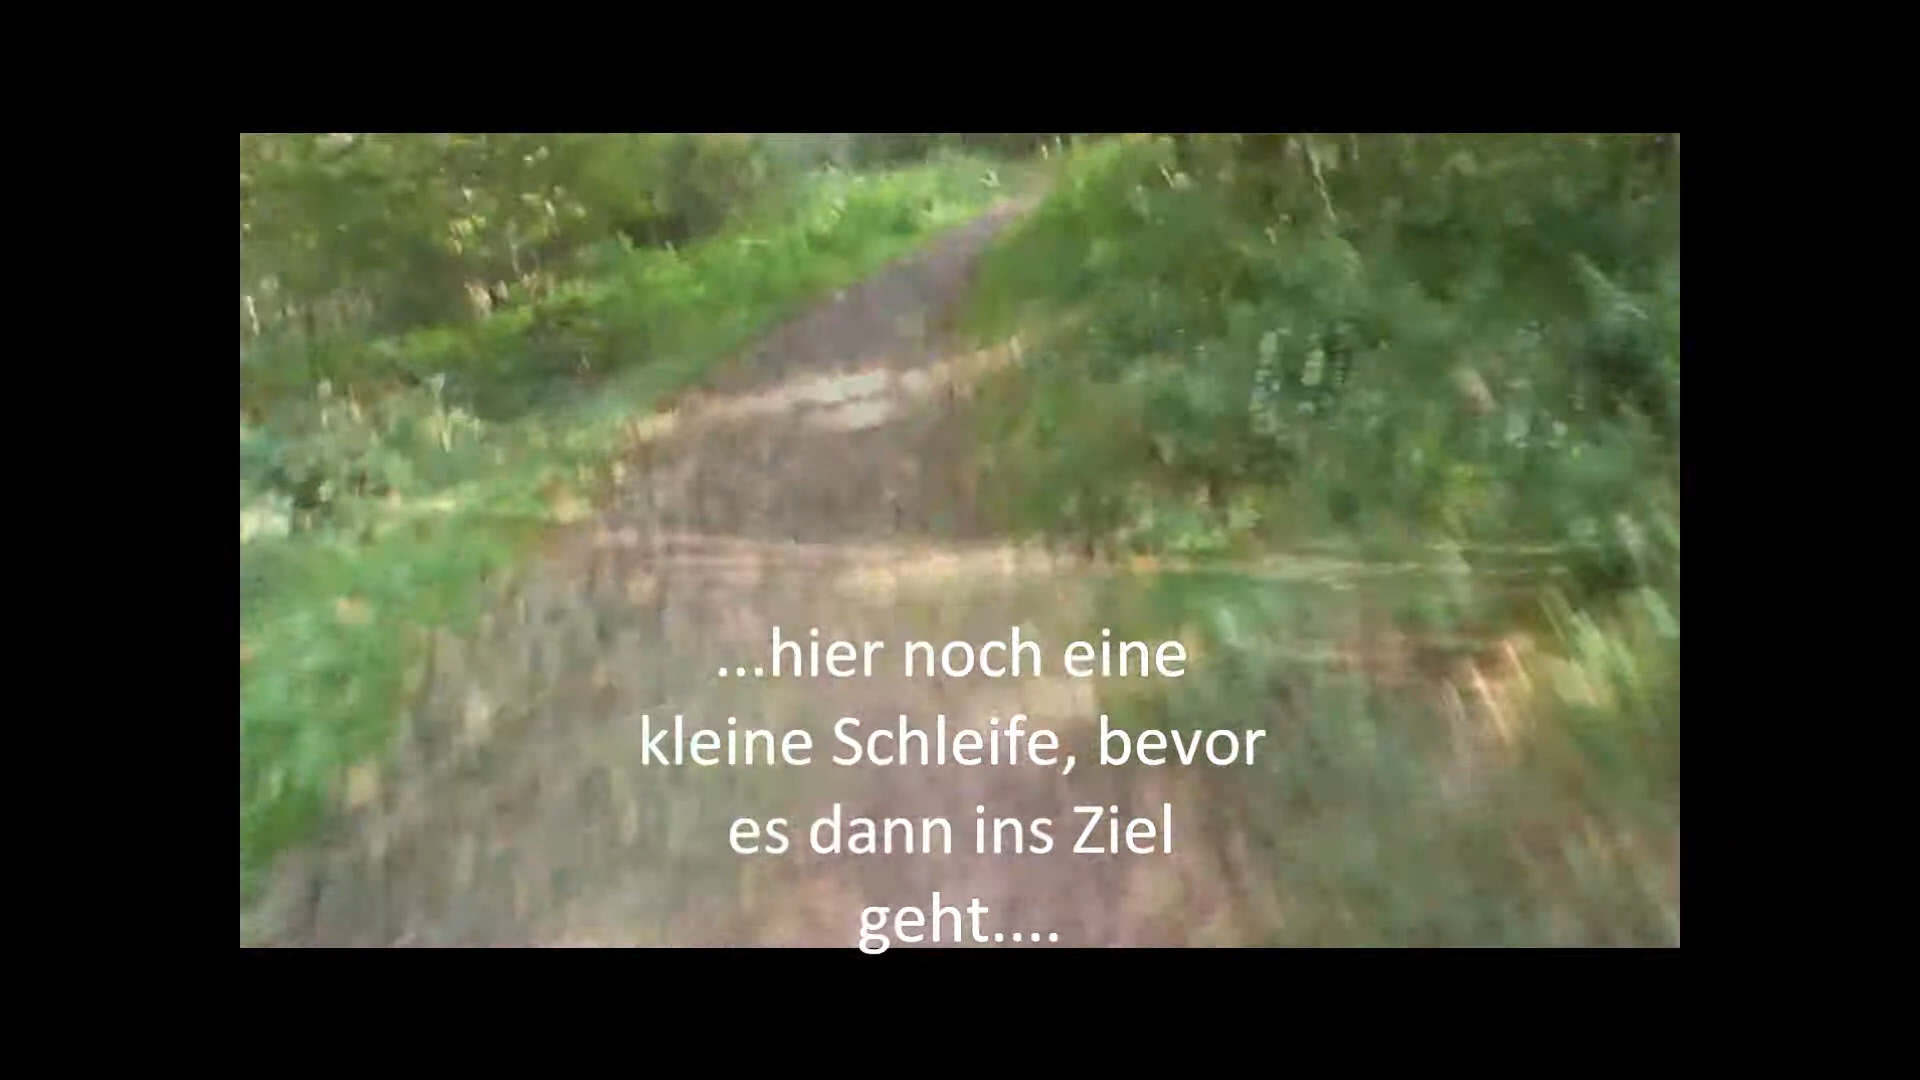 ...hier noch eine
kleine Schleife, bevor
es dann ins Ziel
geht....